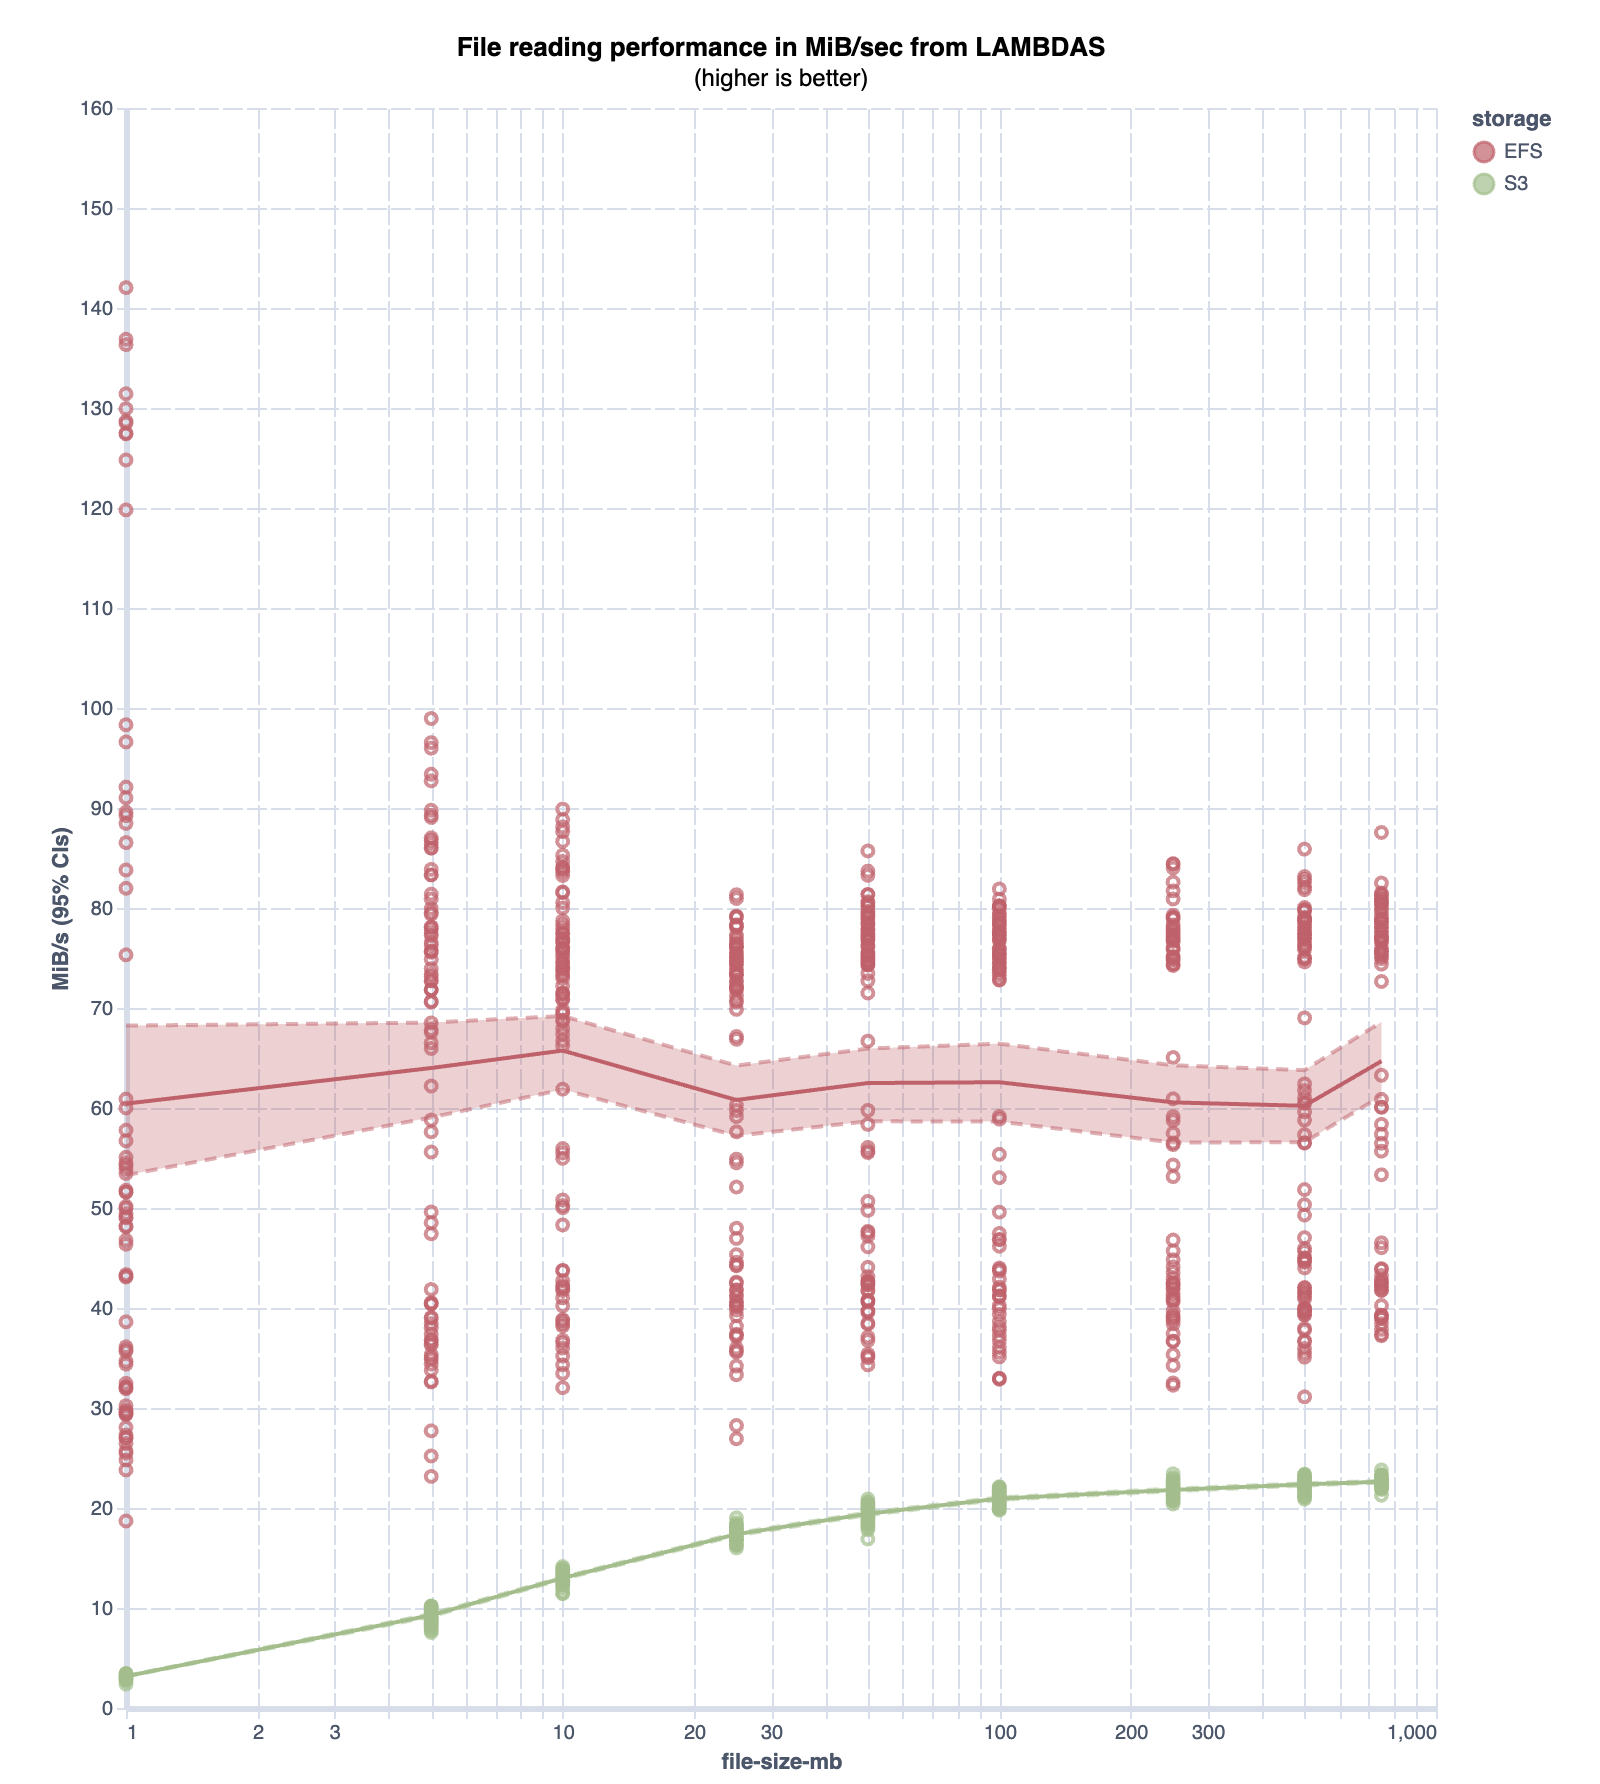 File reading performance in MiB/sec from LAMBDAS
(higher is better)
storage
EFS
S3
MiB/s (95% CIs)
160
150
140
130
120
110
100
90
80
70
60
50
40
30
20
10
0
1 2 3 10 20 30 100 200 300 1,000
file-size-mb